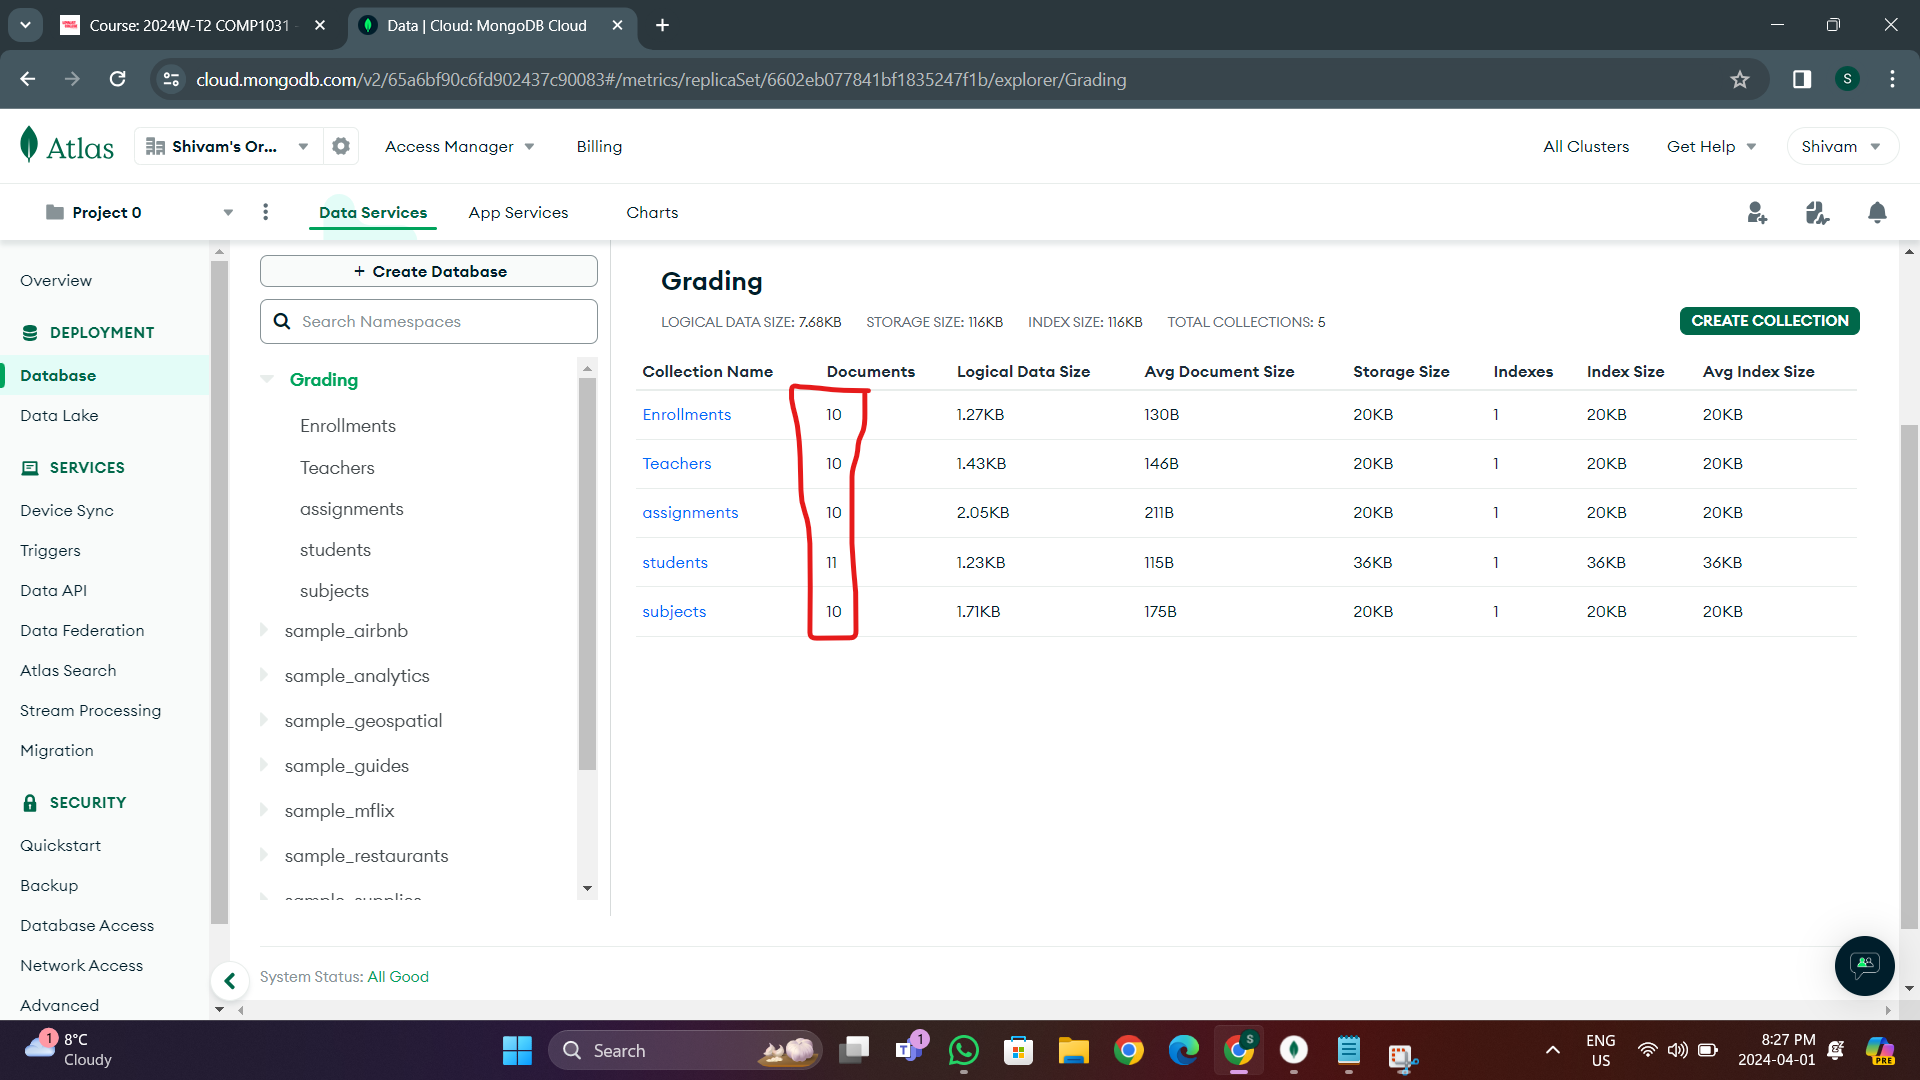 Course: 2024W-T2 COMP1031 -
Data | Cloud: MongoDB Cloud
cloud.mongodb.com/v2/65a6bf90c6fd902437c90083#/metrics/replicaSet/6602eb077841bf1835247f1b/explorer/Grading
S
Atlas
Shivam's Or...
Access Manager
Billing
All Clusters
Get Help
Shivam
Project 0
Data Services
App Services
Charts
Overview
DEPLOYMENT
Database
Data Lake
SERVICES
Device Sync
Triggers
Data API
Data Federation
Atlas Search
Stream Processing
Migration
SECURITY
Quickstart
Backup
Database Access
Network Access
Advanced
+ Create Database
Search Namespaces
Grading
Enrollments
Teachers
assignments
students
subjects
sample_airbnb
sample_analytics
sample_geospatial
sample_guides
sample_mflix
sample_restaurants
sample_supplies
Grading
LOGICAL DATA SIZE: 7.68KB STORAGE SIZE: 116KB INDEX SIZE: 116KB TOTAL COLLECTIONS: 5
CREATE COLLECTION
Collection Name Documents Logical Data Size Avg Document Size Storage Size Indexes Index Size Avg Index Size
Enrollments 10 1.27KB 130B 20KB 1 20KB 20KB
Teachers 10 1.43KB 146B 20KB 1 20KB 20KB
assignments 10 2.05KB 211B 20KB 1 20KB 20KB
students 11 1.23KB 115B 36KB 1 36KB 36KB
subjects 10 1.71KB 175B 20KB 1 20KB 20KB
System Status: All Good
1
8°C
Cloudy
Search
1
S
ENG
US
8:27 PM
2024-04-01
PRE